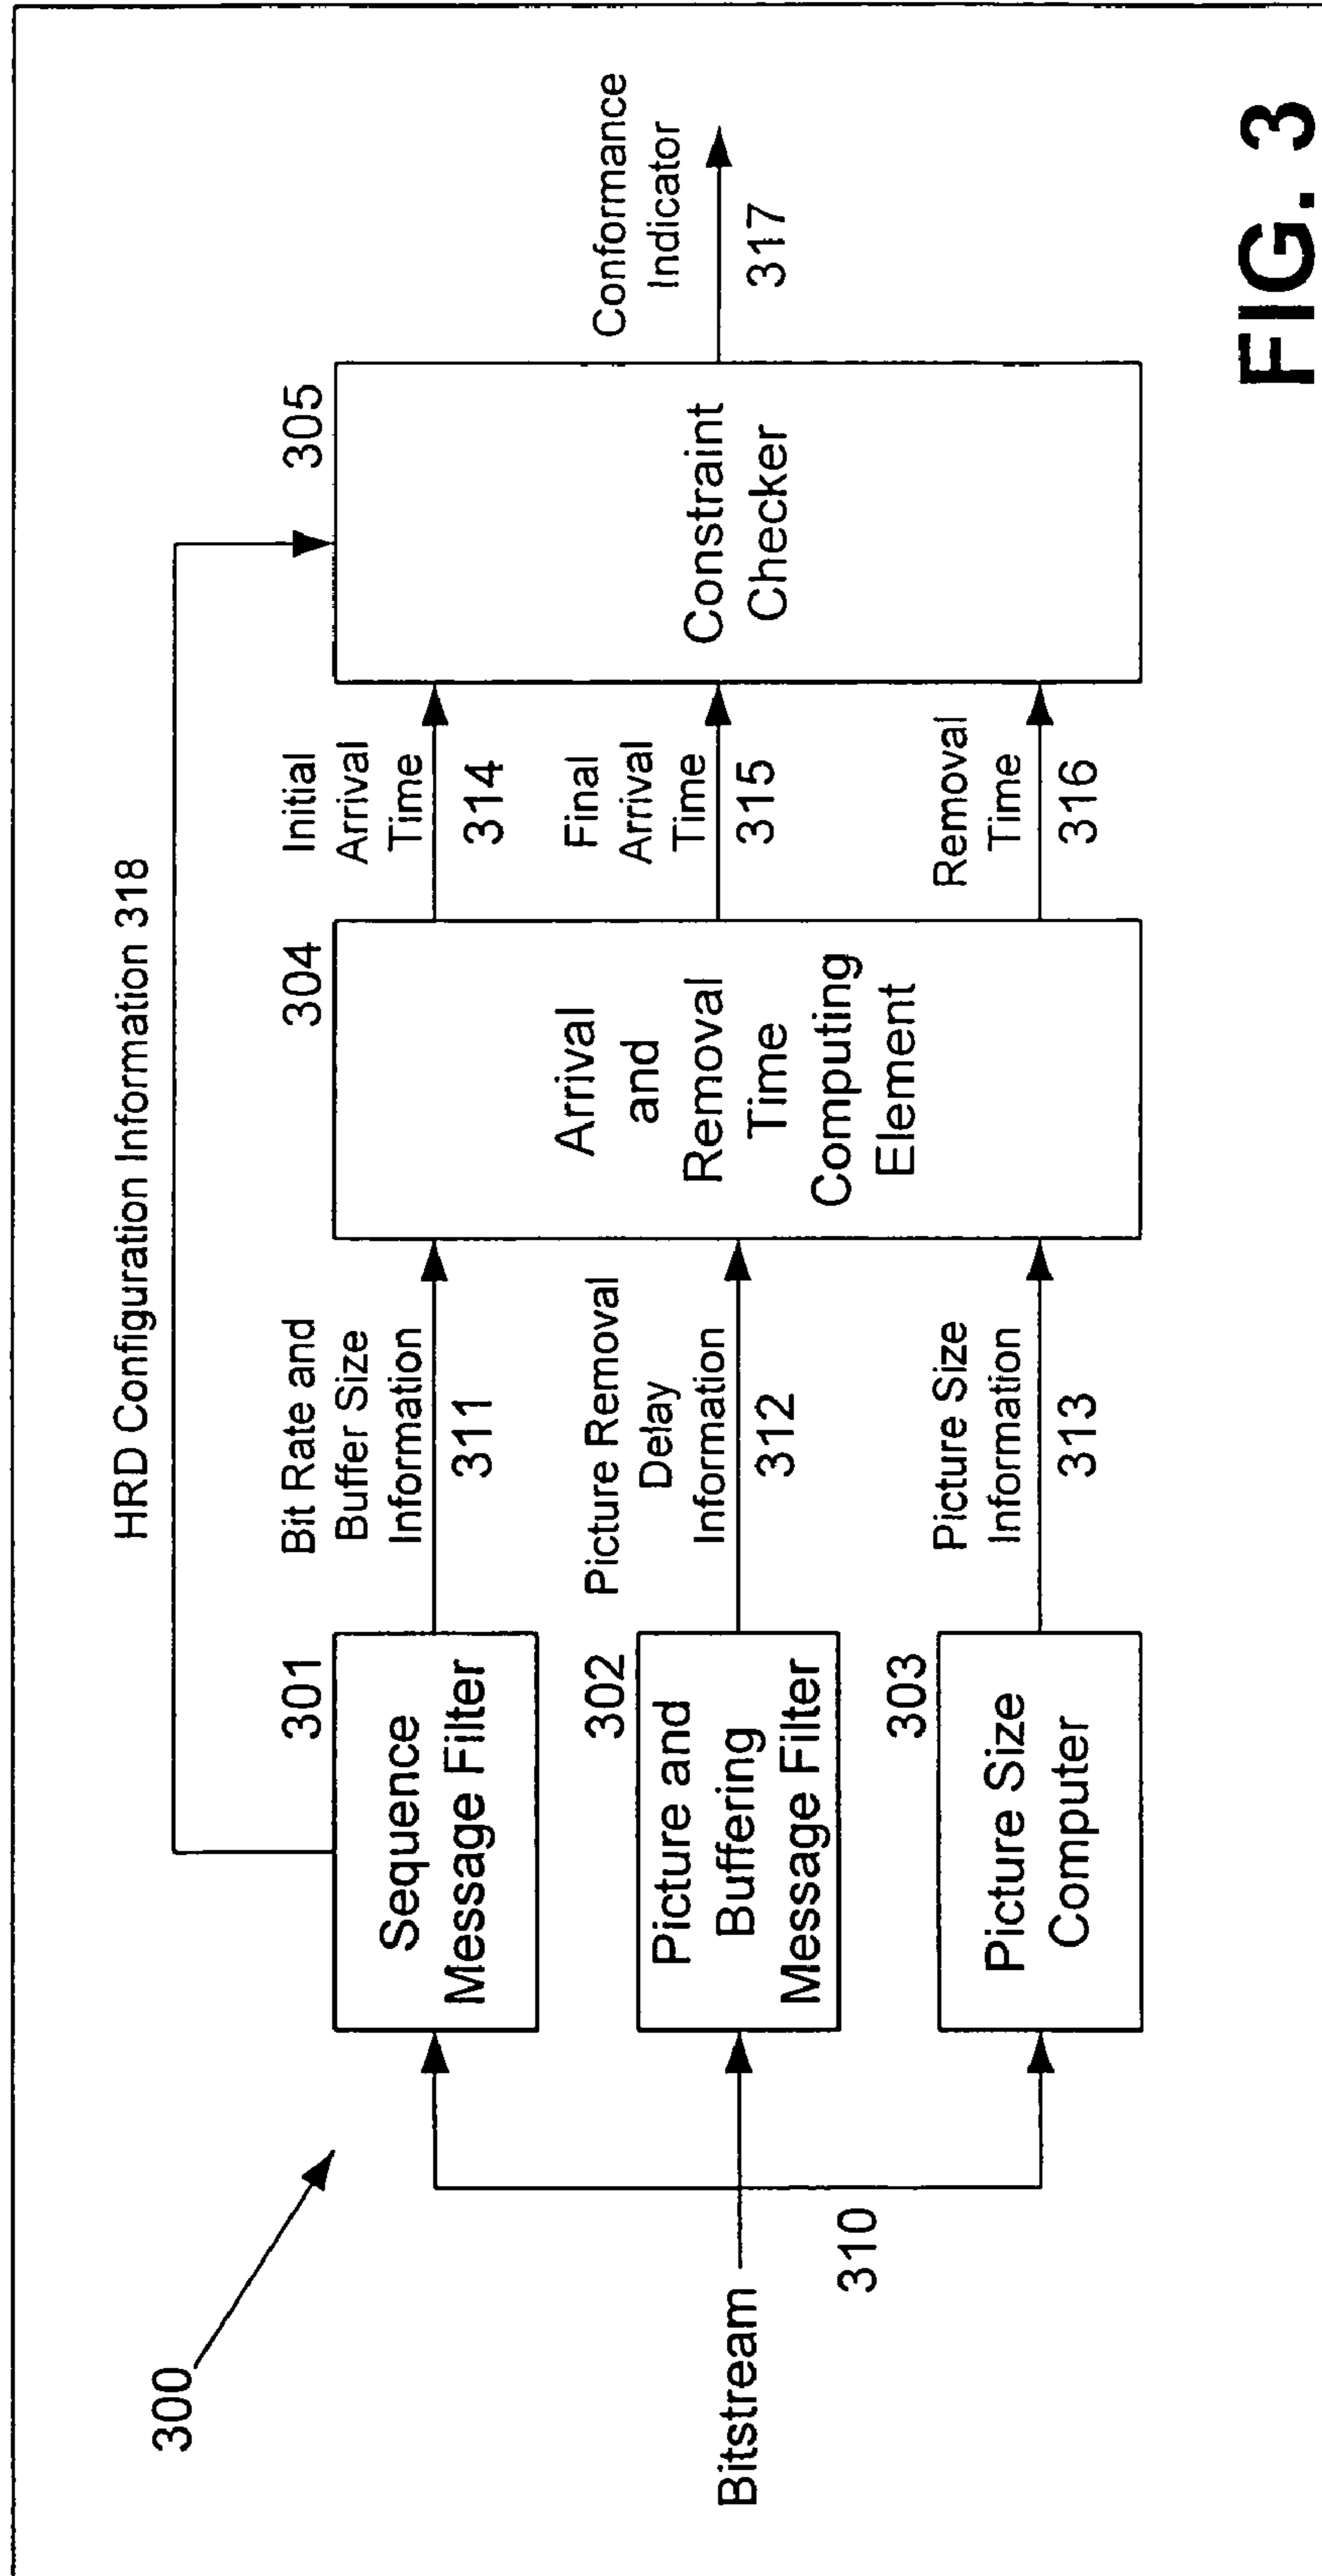 300
HRD Configuration Information 318
Bitstream
310
301
Sequence
Message Filter
302
Picture and
Buffering
Message Filter
303
Picture Size
Computer
Bit Rate and
Buffer Size
Information
311
Picture Removal
Delay
Information
312
Picture Size
Information
313
304
Arrival
and
Removal
Time
Computing
Element
Initial
Arrival
Time
314
Final
Arrival
Time
315
Removal
Time
316
305
Constraint
Checker
Conformance
Indicator
317
FIG. 3